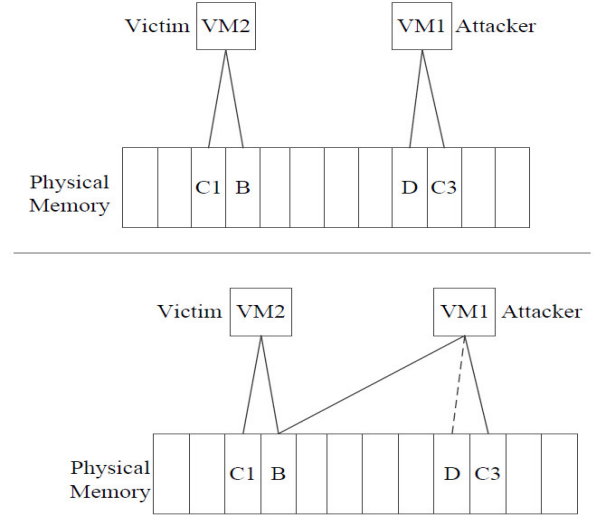 Victim VM2 VM1 Attacker
C1 B D C3
Physical
Memory
Victim VM2 VM1 Attacker
C1 B D C3
Physical
Memory